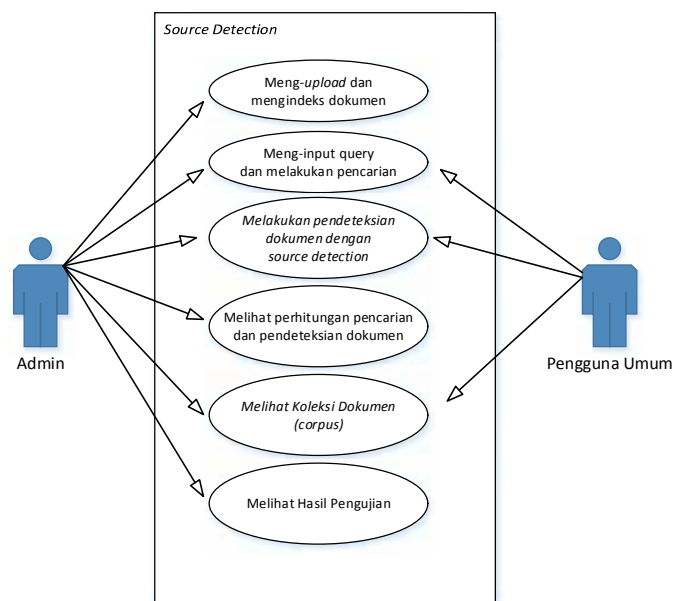 Source Detection
Meng-upload dan
mengindeks dokumen
Meng-input query
dan melakukan pencarian
Melakukan pendeteksian
dokumen dengan
source detection
Melihat perhitungan pencarian
dan pendeteksian dokumen
Admin
Pengguna Umum
Melihat Koleksi Dokumen
(corpus)
Melihat Hasil Pengujian